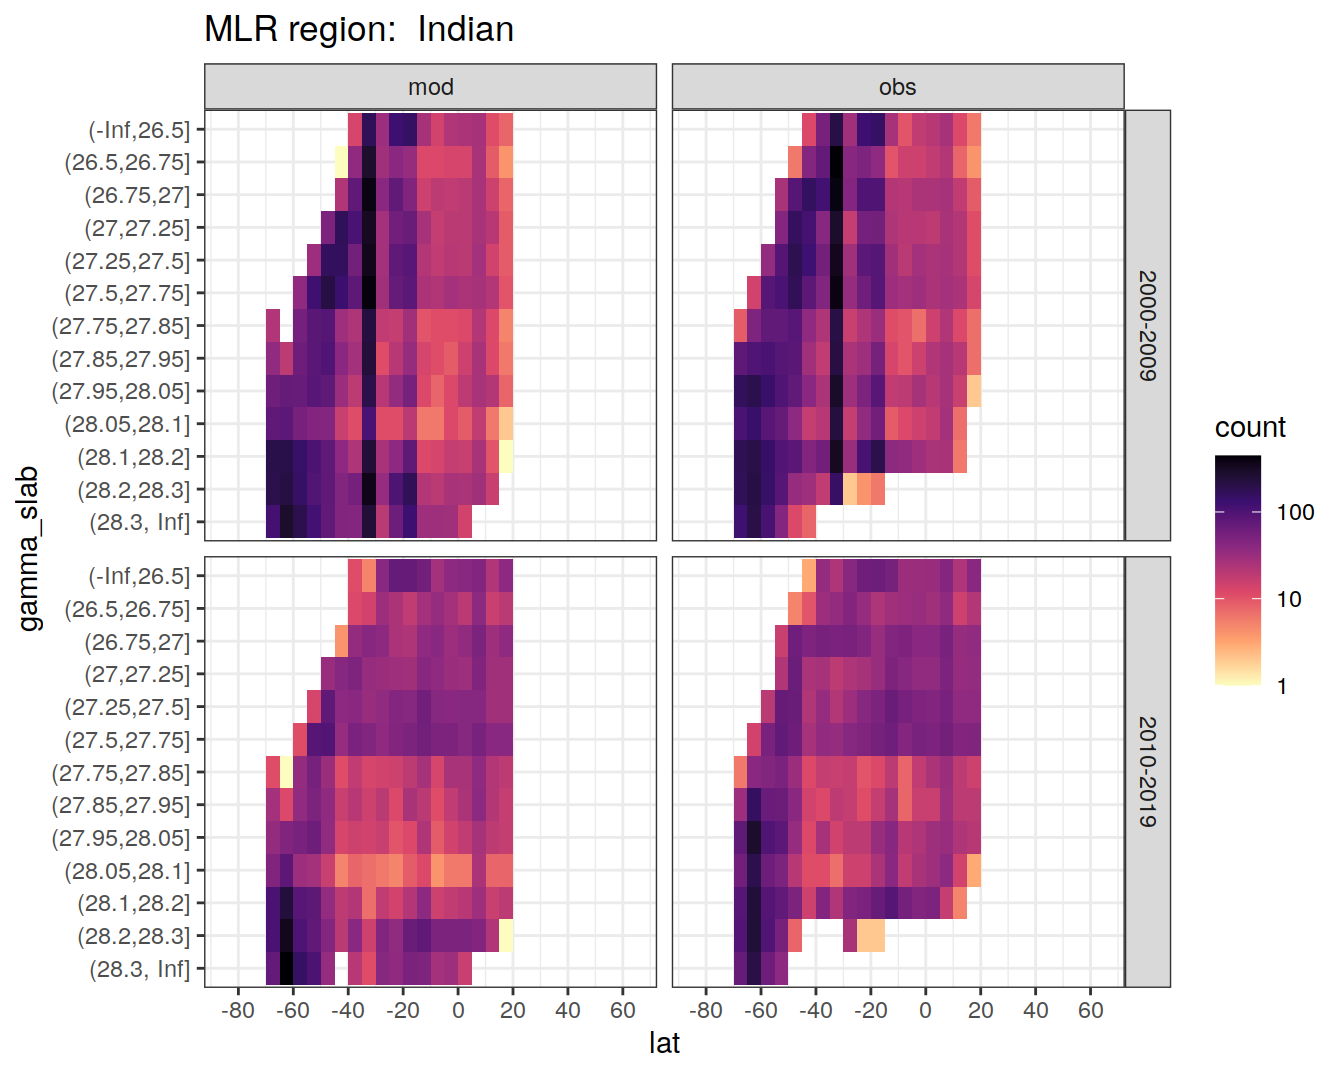 MLR region:  Indian
mod
obs
(-Inf,26.5]
(26.5,26.75]
(26.75,27]
(27,27.25]
(27.25,27.5]
(27.5,27.75]
(27.75,27.85]
(27.85,27.95]
(27.95,28.05]
(28.05,28.1]
(28.1,28.2]
(28.2,28.3]
(28.3, Inf]
2000-2009
(-Inf,26.5]
(26.5,26.75]
(26.75,27]
(27,27.25]
(27.25,27.5]
(27.5,27.75]
(27.75,27.85]
(27.85,27.95]
(27.95,28.05]
(28.05,28.1]
(28.1,28.2]
(28.2,28.3]
(28.3, Inf]
2010-2019
gamma_slab
-80 -60 -40 -20 0 20 40 60
-80 -60 -40 -20 0 20 40 60
lat
count
100
10
1